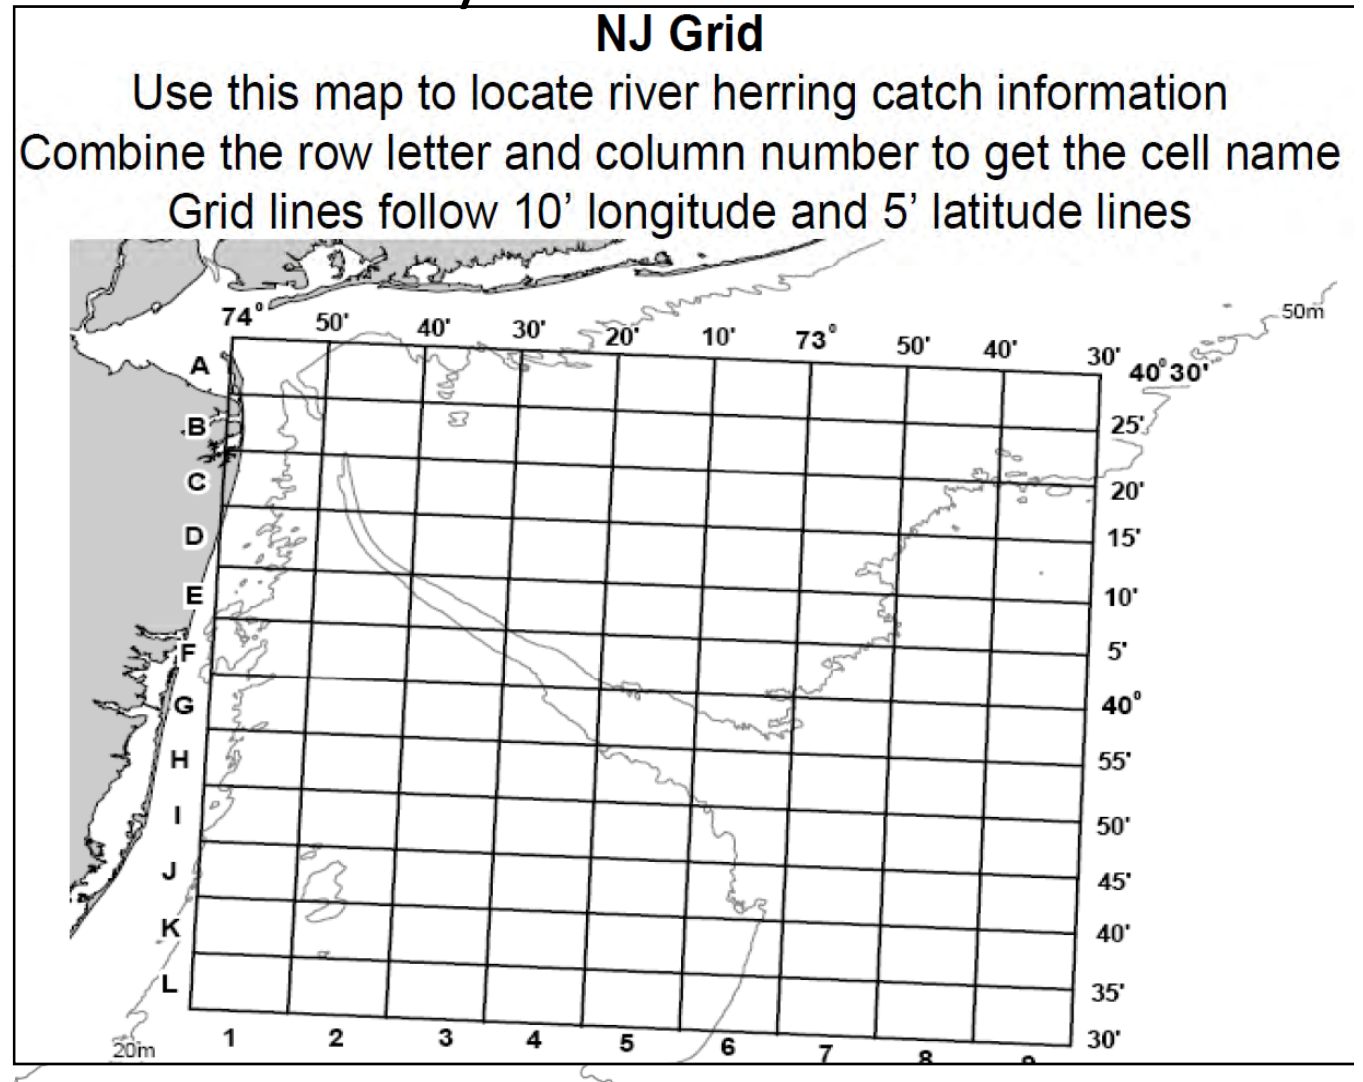 NJ Grid
Use this map to locate river herring catch information
Combine the row letter and column number to get the cell name
Grid lines follow 10’ longitude and 5’ latitude lines
50m
74° 50' 40' 30' 20' 10' 73° 50' 40' 30'
40°30'
A
25'
B
20'
C
15'
D
10'
E
5'
F
40°
G
55'
H
50'
I
45'
J
40'
K
35'
L
30'
1 2 3 4 5 6 7 8 9
20m